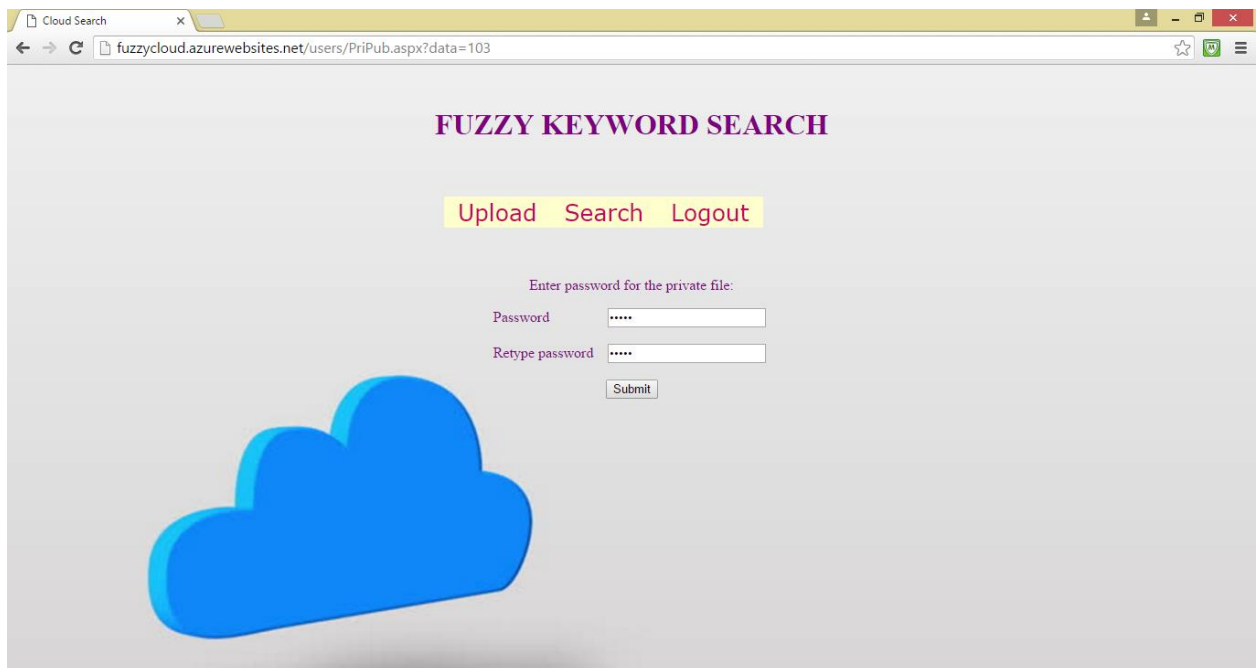 Cloud Search
fuzzycloud.azurewebsites.net/users/PriPub.aspx?data=103
FUZZY KEYWORD SEARCH
Upload Search Logout
Enter password for the private file:
Password •••••
Retype password •••••
Submit